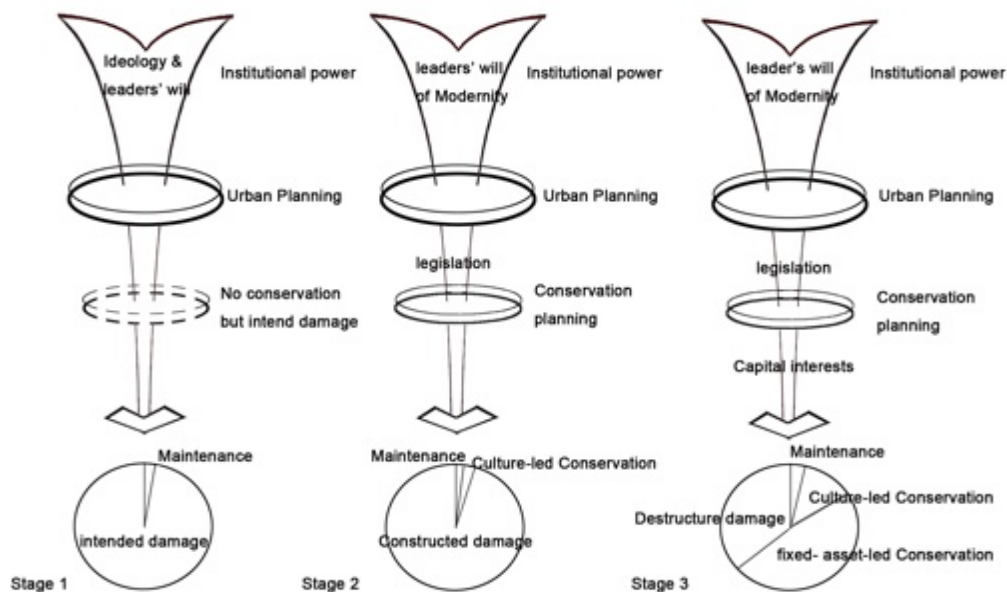 Ideology &
leaders' will
Institutional power
Urban Planning
No conservation
but intend damage
Maintenance
intended damage
Stage 1
leaders' will
of Modernity
Institutional power
Urban Planning
legislation
Conservation
planning
Maintenance
Culture-led Conservation
Constructed damage
Stage 2
leader's will
of Modernity
Institutional power
Urban Planning
legislation
Conservation
planning
Capital interests
Maintenance
Culture-led Conservation
Destructure damage
fixed- asset-led Conservation
Stage 3